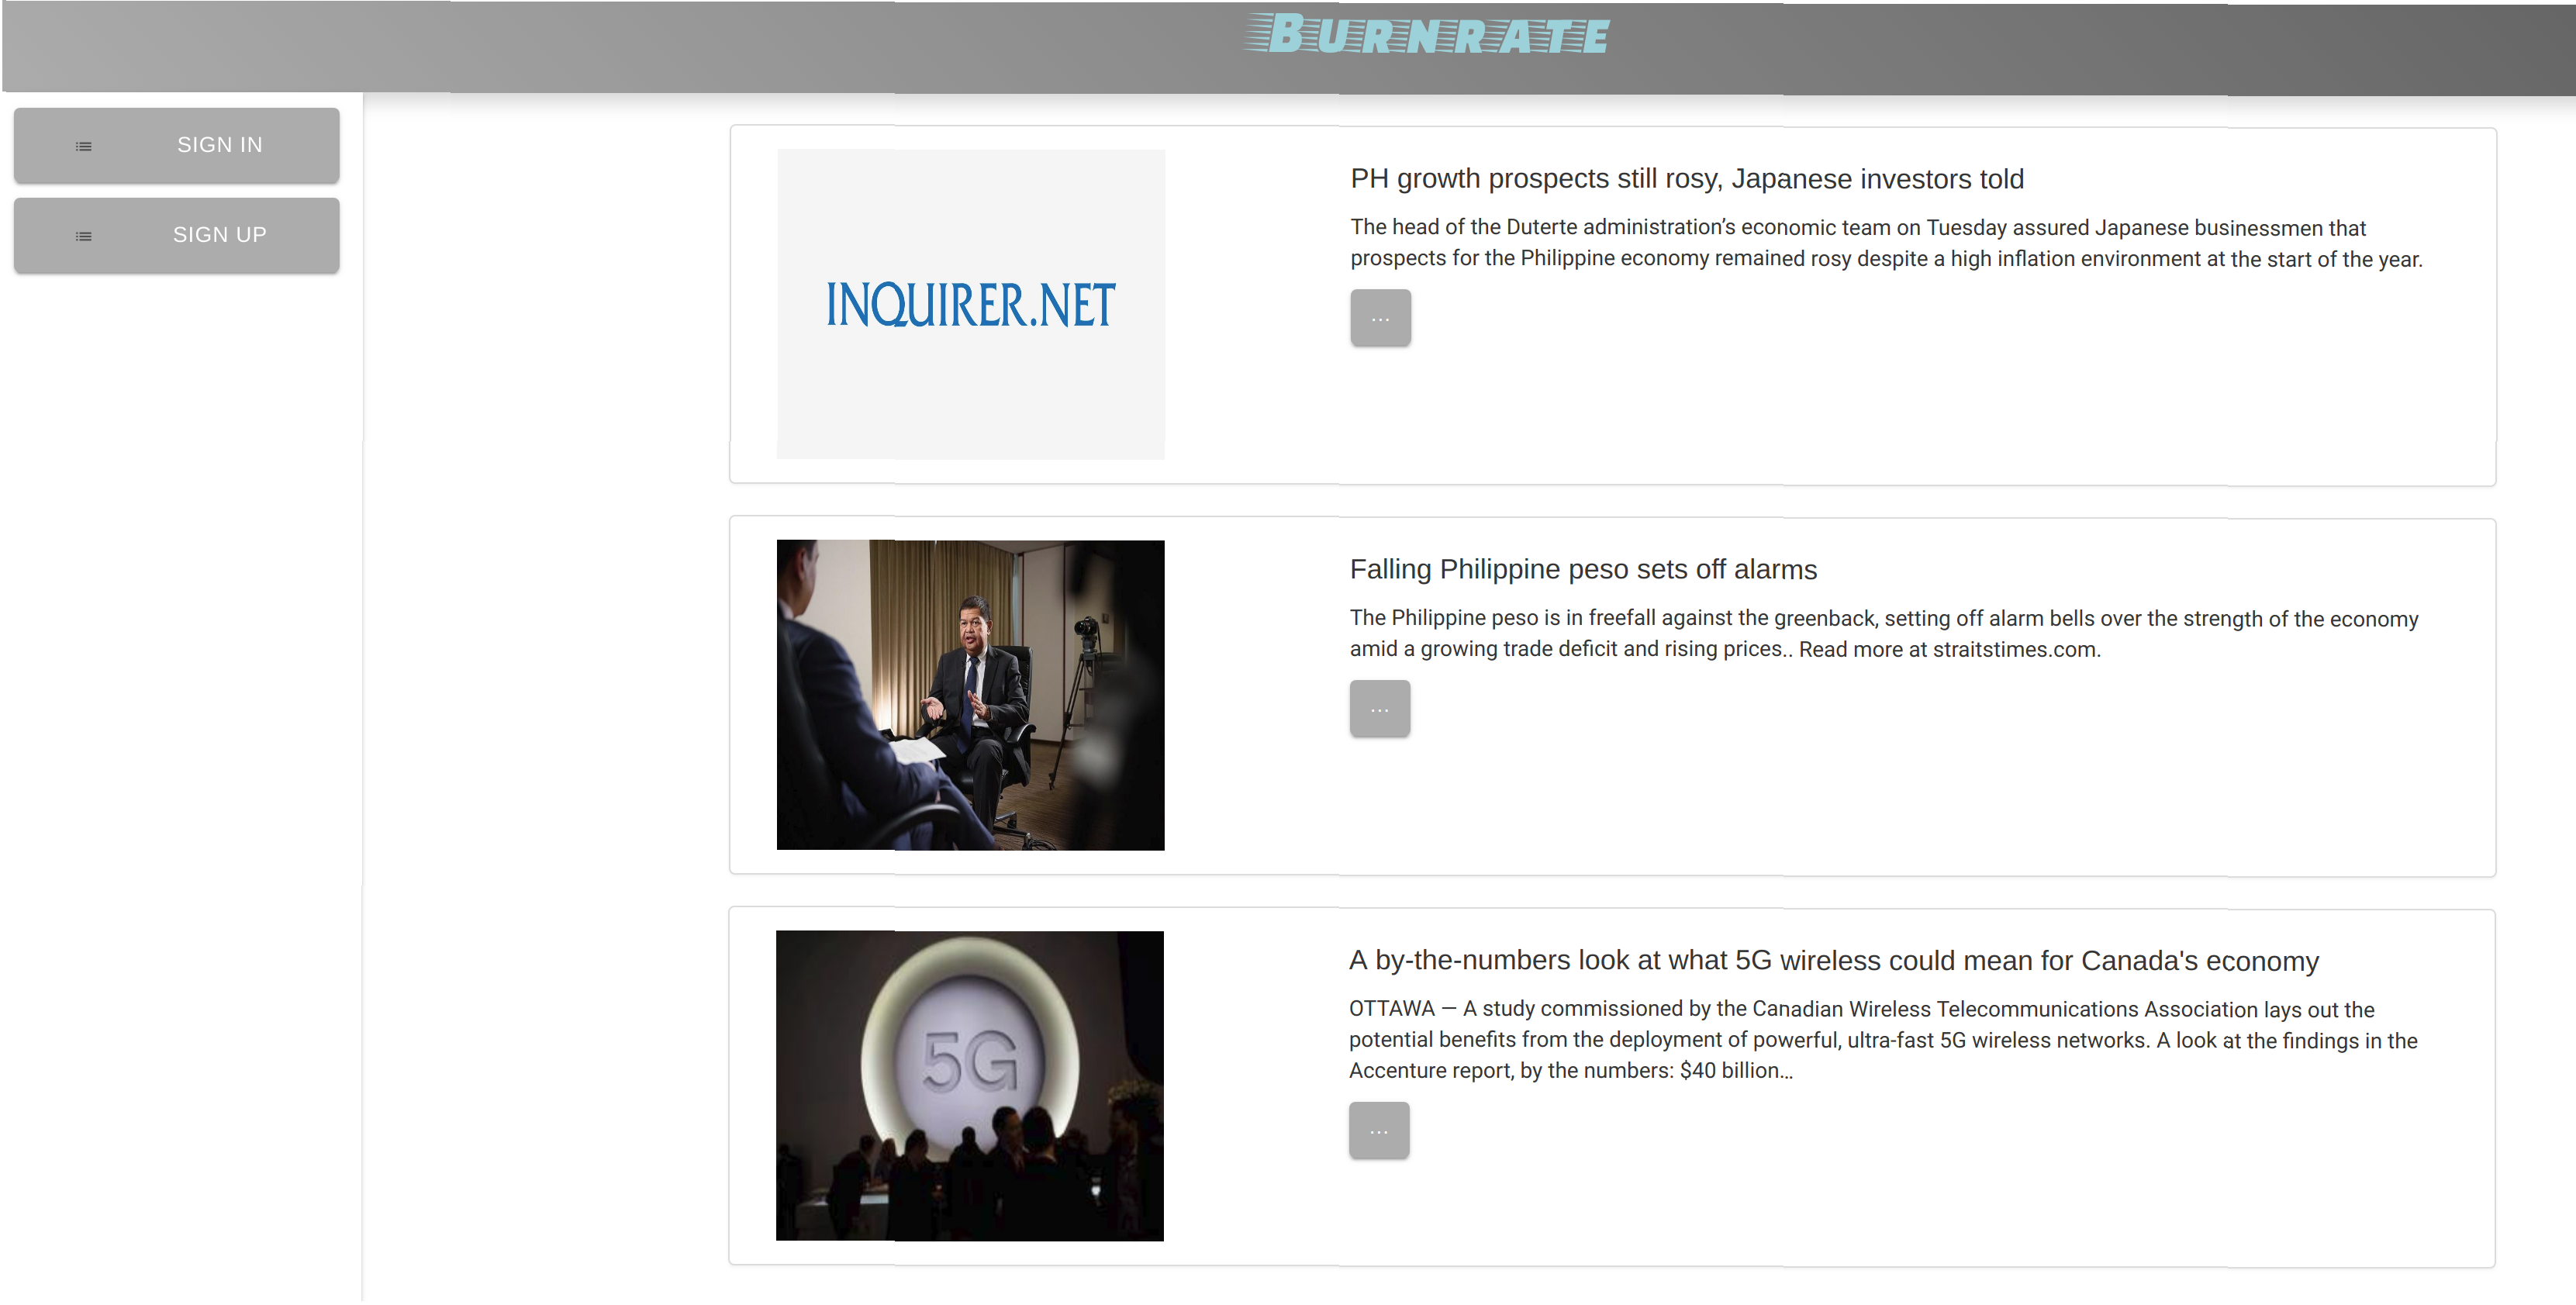 BURNRATE
SIGN IN
SIGN UP
INQUIRER.NET
PH growth prospects still rosy, Japanese investors told
The head of the Duterte administration’s economic team on Tuesday assured Japanese businessmen that
prospects for the Philippine economy remained rosy despite a high inflation environment at the start of the year.
...
Falling Philippine peso sets off alarms
The Philippine peso is in freefall against the greenback, setting off alarm bells over the strength of the economy
amid a growing trade deficit and rising prices.. Read more at straitstimes.com.
...
5G
A by-the-numbers look at what 5G wireless could mean for Canada's economy
OTTAWA — A study commissioned by the Canadian Wireless Telecommunications Association lays out the
potential benefits from the deployment of powerful, ultra-fast 5G wireless networks. A look at the findings in the
Accenture report, by the numbers: $40 billion…
...